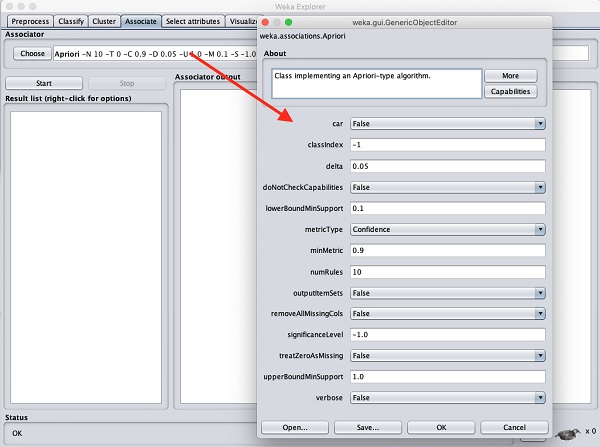 Weka Explorer
Preprocess Classify Cluster Associate Select attributes Visualize
Associator
Choose Apriori -N 10 -T 0 -C 0.9 -D 0.05 -U 1.0 -M 0.1 -S -1.0
Start Stop
Associator output
Result list (right-click for options)
Status
OK
x 0
weka.gui.GenericObjectEditor
weka.associations.Apriori
About
Class implementing an Apriori-type algorithm.
More
Capabilities
car False
classIndex -1
delta 0.05
doNotCheckCapabilities False
lowerBoundMinSupport 0.1
metricType Confidence
minMetric 0.9
numRules 10
outputItemSets False
removeAllMissingCols False
significanceLevel -1.0
treatZeroAsMissing False
upperBoundMinSupport 1.0
verbose False
Open... Save... OK Cancel